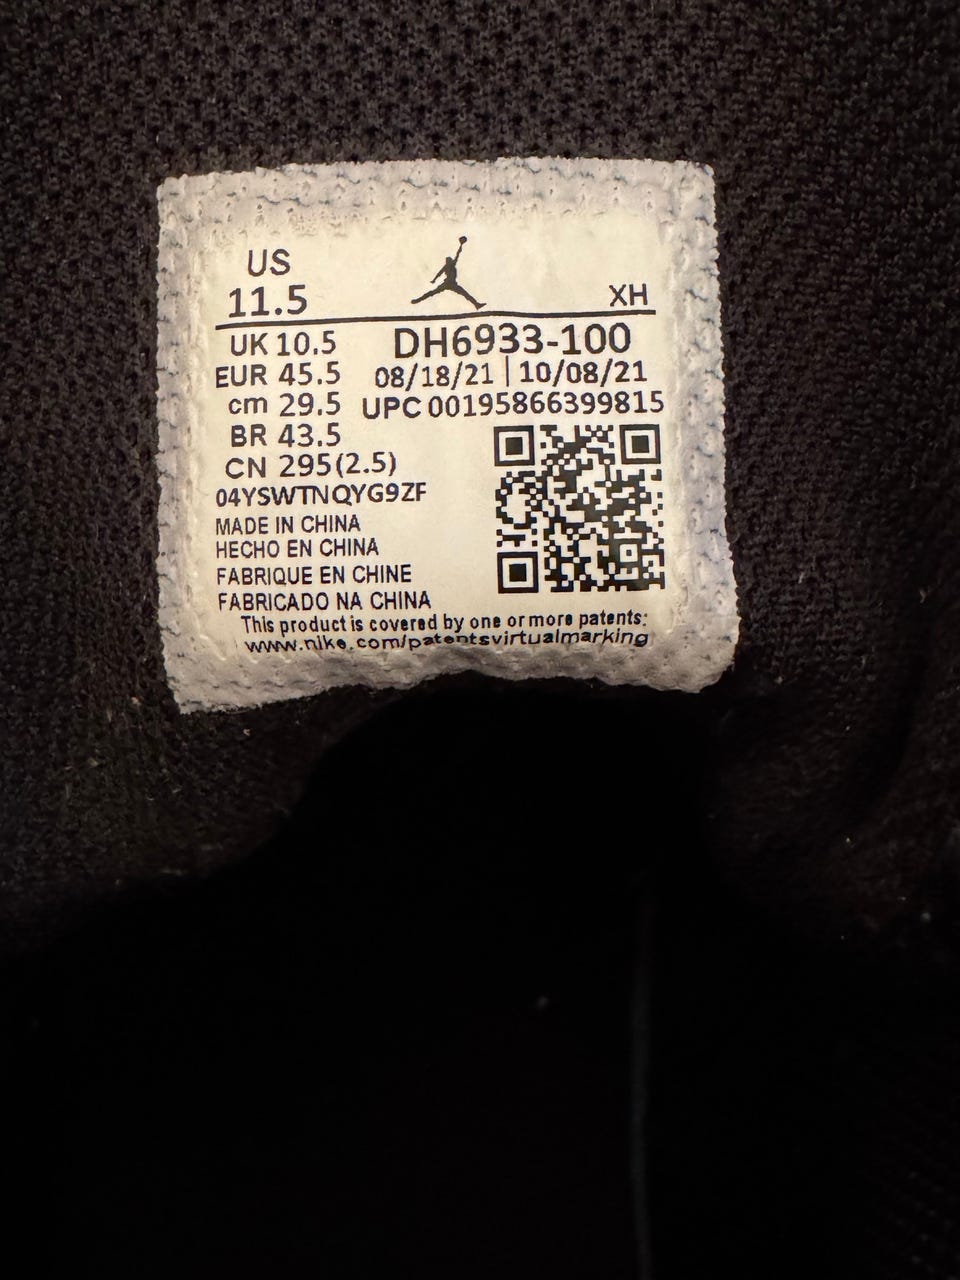 US
11.5 XH
UK 10.5 DH6933-100
EUR 45.5 08/18/21 | 10/08/21
cm 29.5 UPC 00195866399815
BR 43.5
CN 295(2.5)
04YSWTNQYG9ZF
MADE IN CHINA
HECHO EN CHINA
FABRIQUE EN CHINE
FABRICADO NA CHINA
This product is covered by one or more patents:
www.nike.com/patentsvirtualmarking